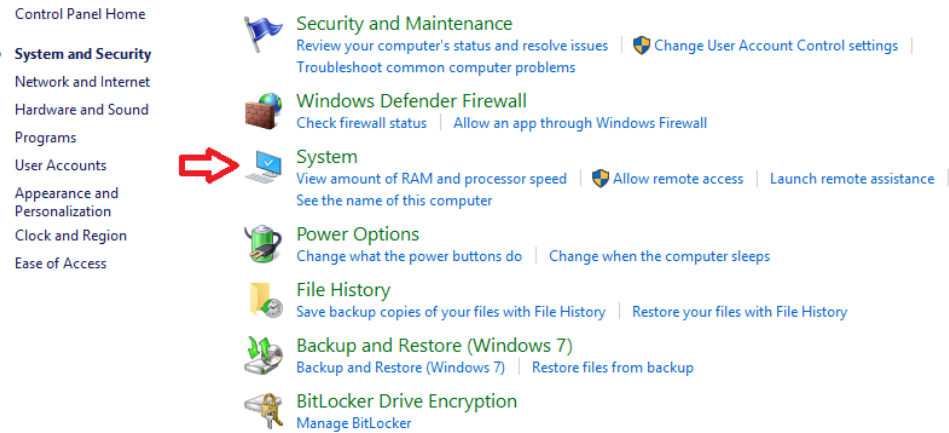 Control Panel Home
System and Security
Network and Internet
Hardware and Sound
Programs
User Accounts
Appearance and
Personalization
Clock and Region
Ease of Access
Security and Maintenance
Review your computer's status and resolve issues Change User Account Control settings
Troubleshoot common computer problems
Windows Defender Firewall
Check firewall status Allow an app through Windows Firewall
System
View amount of RAM and processor speed Allow remote access Launch remote assistance
See the name of this computer
Power Options
Change what the power buttons do Change when the computer sleeps
File History
Save backup copies of your files with File History Restore your files with File History
Backup and Restore (Windows 7)
Backup and Restore (Windows 7) Restore files from backup
BitLocker Drive Encryption
Manage BitLocker